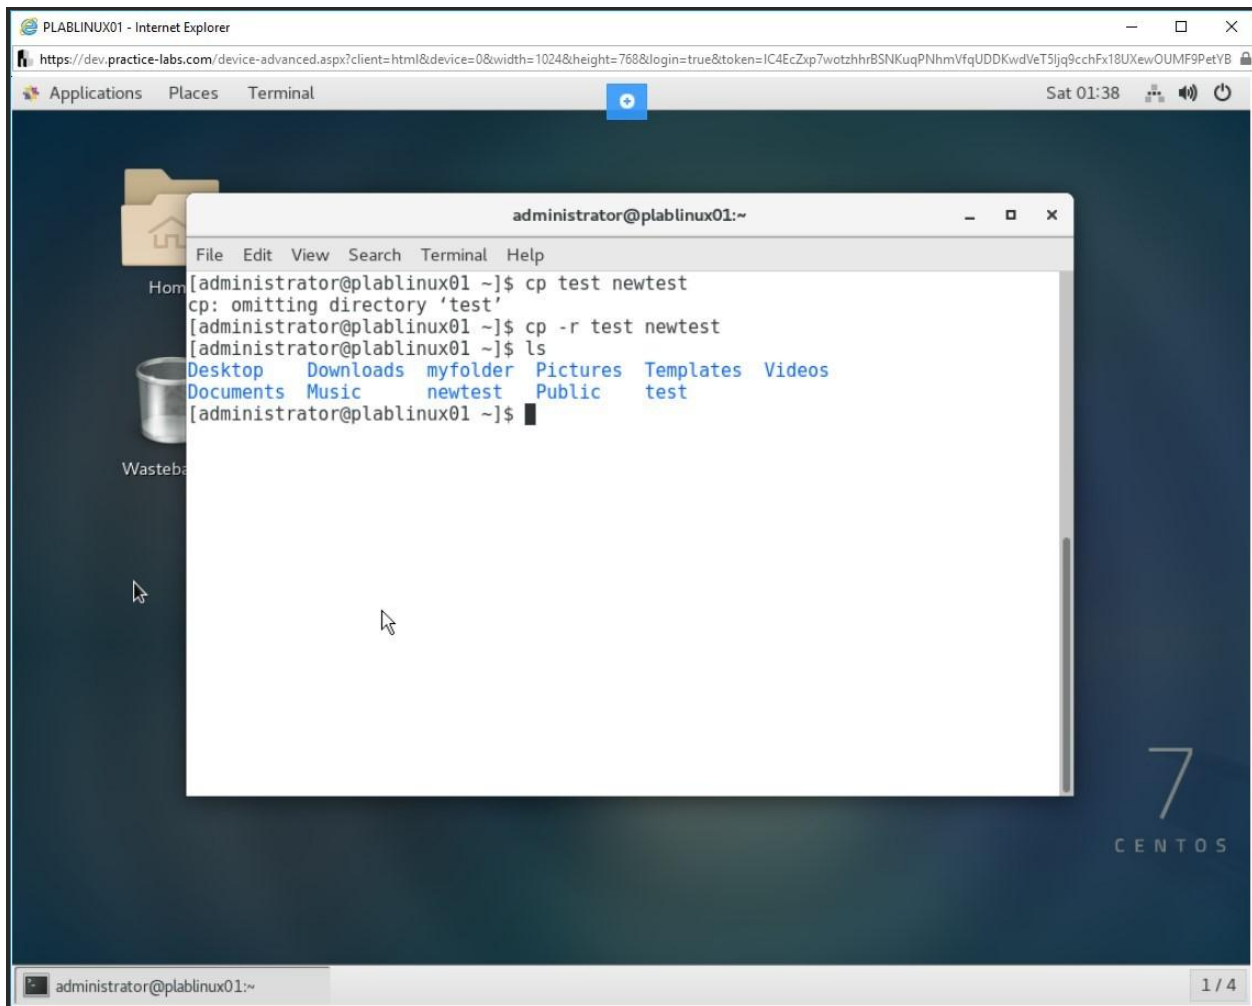 PLABLINUX01 - Internet Explorer
https://dev.practice-labs.com/device-advanced.aspx?client=html&device=0&width=1024&height=768&login=true&token=IC4EcZxp7wotzhhrBSNKuqPNhmVfqUDDKwdVeT5Ijq9cchFx18UXewOUMF9PetYB
Applications Places Terminal Sat 01:38
administrator@plablinux01:~
File Edit View Search Terminal Help
[administrator@plablinux01 ~]$ cp test newtest
Hom
cp: omitting directory ‘test’
[administrator@plablinux01 ~]$ cp -r test newtest
[administrator@plablinux01 ~]$ ls
Desktop Downloads myfolder Pictures Templates Videos
Documents Music newtest Public test
[administrator@plablinux01 ~]$
Wasteba
7
CENTOS
administrator@plablinux01:~
1 / 4